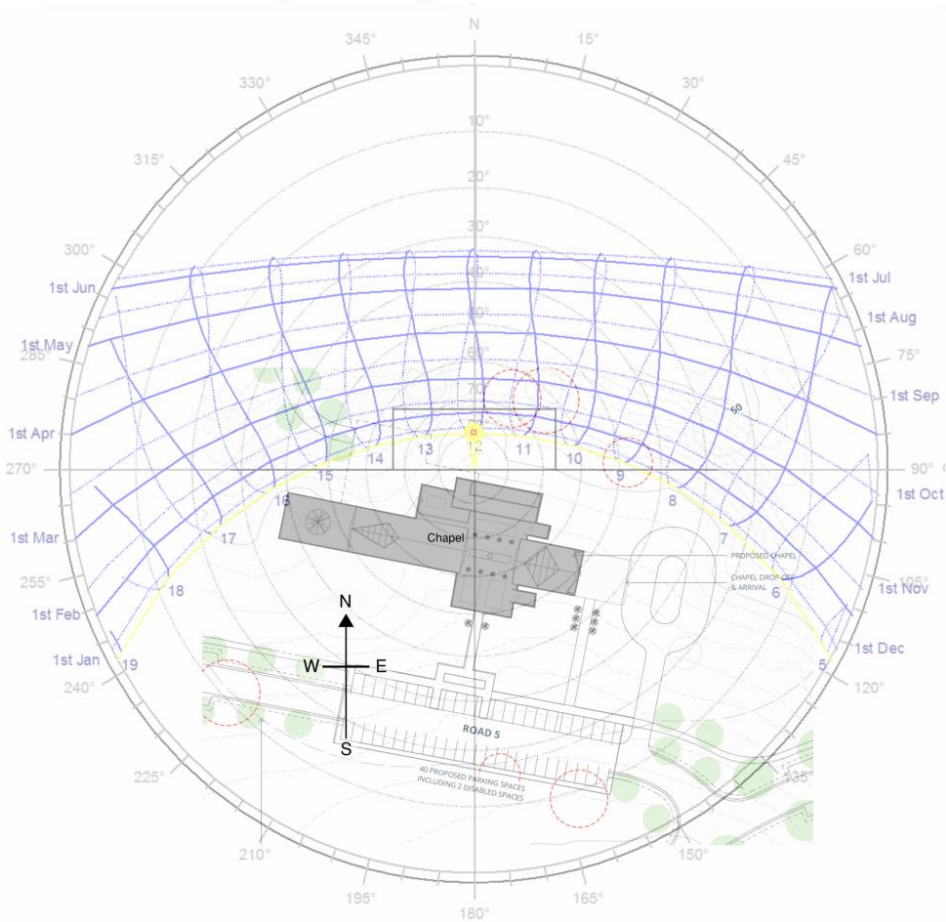 N
345°
15°
330°
30°
315°
45°
10°
20°
30°
300°
60°
1st Jun
1st Jul
1st Aug
1st May
285°
75°
60°
70°
1st Sep
50
1st Apr
13
11
14
10
270°
15
9
90°
16
8
1st Oct
1st Mar
17
Chapel
7
PROPOSED CHAPEL
255°
CHAPEL DROP-OFF
& ARRIVAL
105°
18
6
1st Nov
1st Feb
N
1st Jan
19
W
E
5
1st Dec
240°
120°
ROAD 5
S
225°
40 PROPOSED PARKING SPACES
INCLUDING 2 DISABLED SPACES
135°
210°
150°
195°
165°
180°